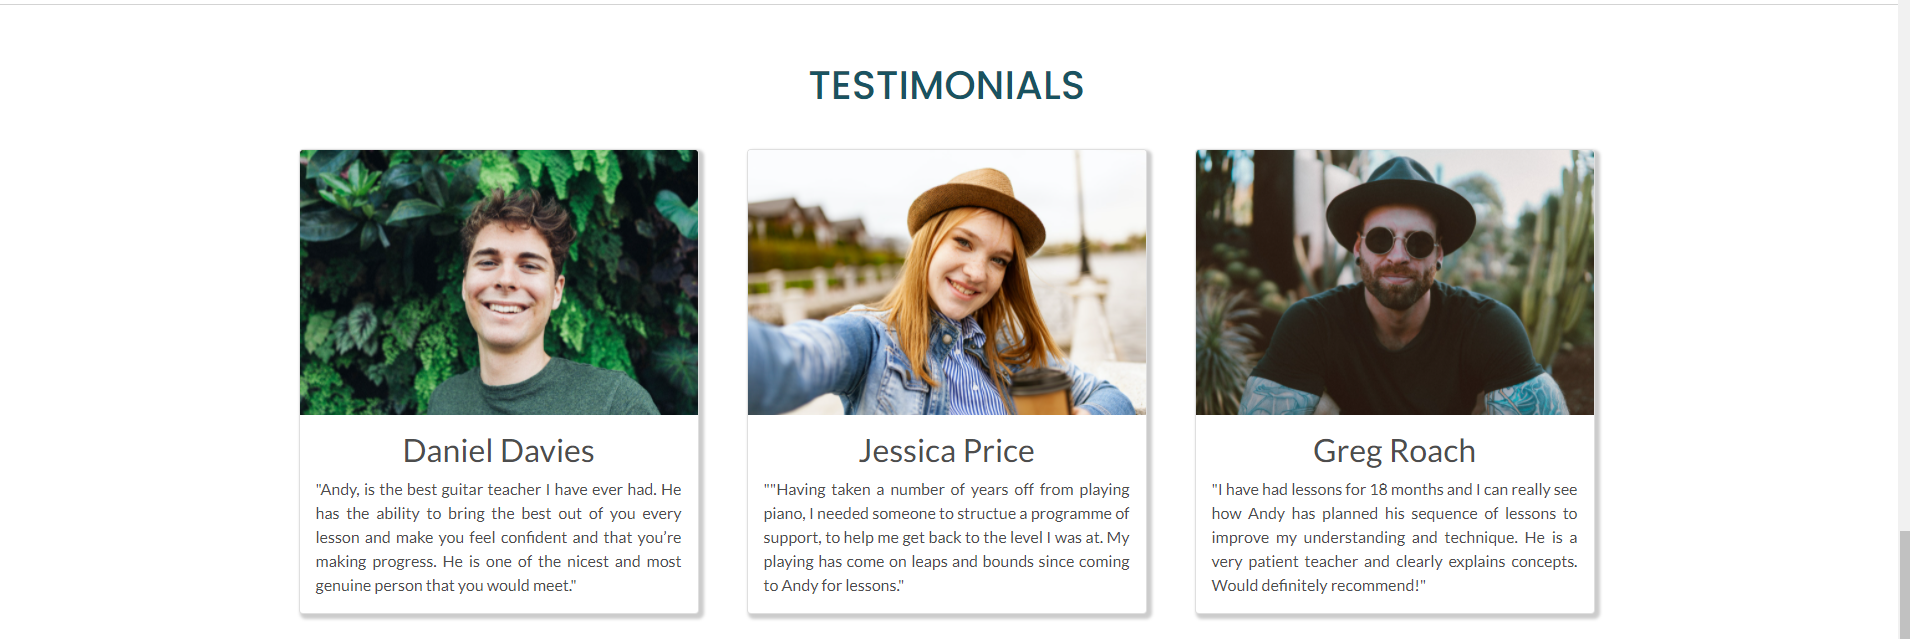 TESTIMONIALS
Daniel Davies
"Andy, is the best guitar teacher I have ever had. He
has the ability to bring the best out of you every
lesson and make you feel confident and that you’re
making progress. He is one of the nicest and most
genuine person that you would meet."
Jessica Price
""Having taken a number of years off from playing
piano, I needed someone to structue a programme of
support, to help me get back to the level I was at. My
playing has come on leaps and bounds since coming
to Andy for lessons."
Greg Roach
"I have had lessons for 18 months and I can really see
how Andy has planned his sequence of lessons to
improve my understanding and technique. He is a
very patient teacher and clearly explains concepts.
Would definitely recommend!"